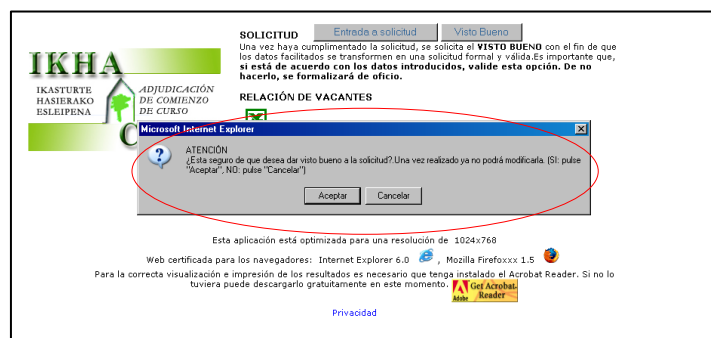 SOLICITUD Entrada a solicitud Visto Bueno
Una vez haya cumplimentado la solicitud, se solicita el VISTO BUENO con el fin de que
los datos facilitados se transformen en una solicitud formal y válida.Es importante que,
si está de acuerdo con los datos introducidos, valide esta opción. De no
hacerlo, se formalizará de oficio.
IKHA
IKASTURTE
HASIERAKO
ESLEIPENA
ADJUDICACIÓN
DE COMIENZO
DE CURSO
RELACIÓN DE VACANTES
C
Microsoft Internet Explorer
ATENCIÓN
¿Esta seguro de que desea dar visto bueno a la solicitud?.Una vez realizado ya no podrá modificarla. (SI: pulse
"Aceptar", NO: pulse "Cancelar")
Aceptar Cancelar
Esta aplicación está optimizada para una resolución de 1024x768
Web certificada para los navegadores: Internet Explorer 6.0 , Mozilla Firefoxxx 1.5
Para la correcta visualización e impresión de los resultados es necesario que tenga instalado el Acrobat Reader. Si no lo
tuviera puede descargarlo gratuitamente en este momento. Get Acrobat
Adobe Reader
Privacidad